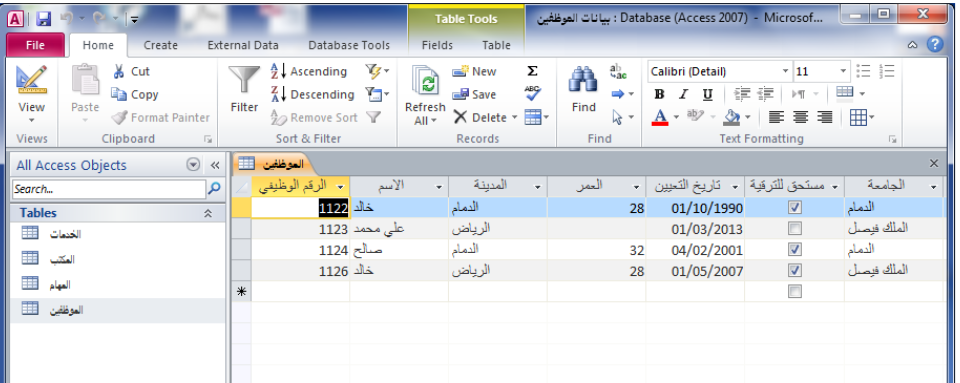 Table Tools
بيانات الموظفين : Database (Access 2007) - Microsof...
File Home Create External Data Database Tools Fields Table
View
Views
Paste
Cut
Copy
Format Painter
Clipboard
Filter
Ascending
Descending
Remove Sort
Sort & Filter
Refresh All
New
Save
Delete
Records
Find
Find
Calibri (Detail) 11
B I U
A
Text Formatting
All Access Objects
Search...
Tables
الخدمات
المكتب
المهام
الموظفين
الموظفين
الرقم الوظيفي الاسم المدينة العمر تاريخ التعيين مستحق للترقية الجامعة
1122 خالد الدمام 28 01/10/1990 الدمام
1123 علي محمد الرياض 01/03/2013 الملك فيصل
1124 صالح الدمام 32 04/02/2001 الدمام
1126 خالد الرياض 28 01/05/2007 الملك فيصل